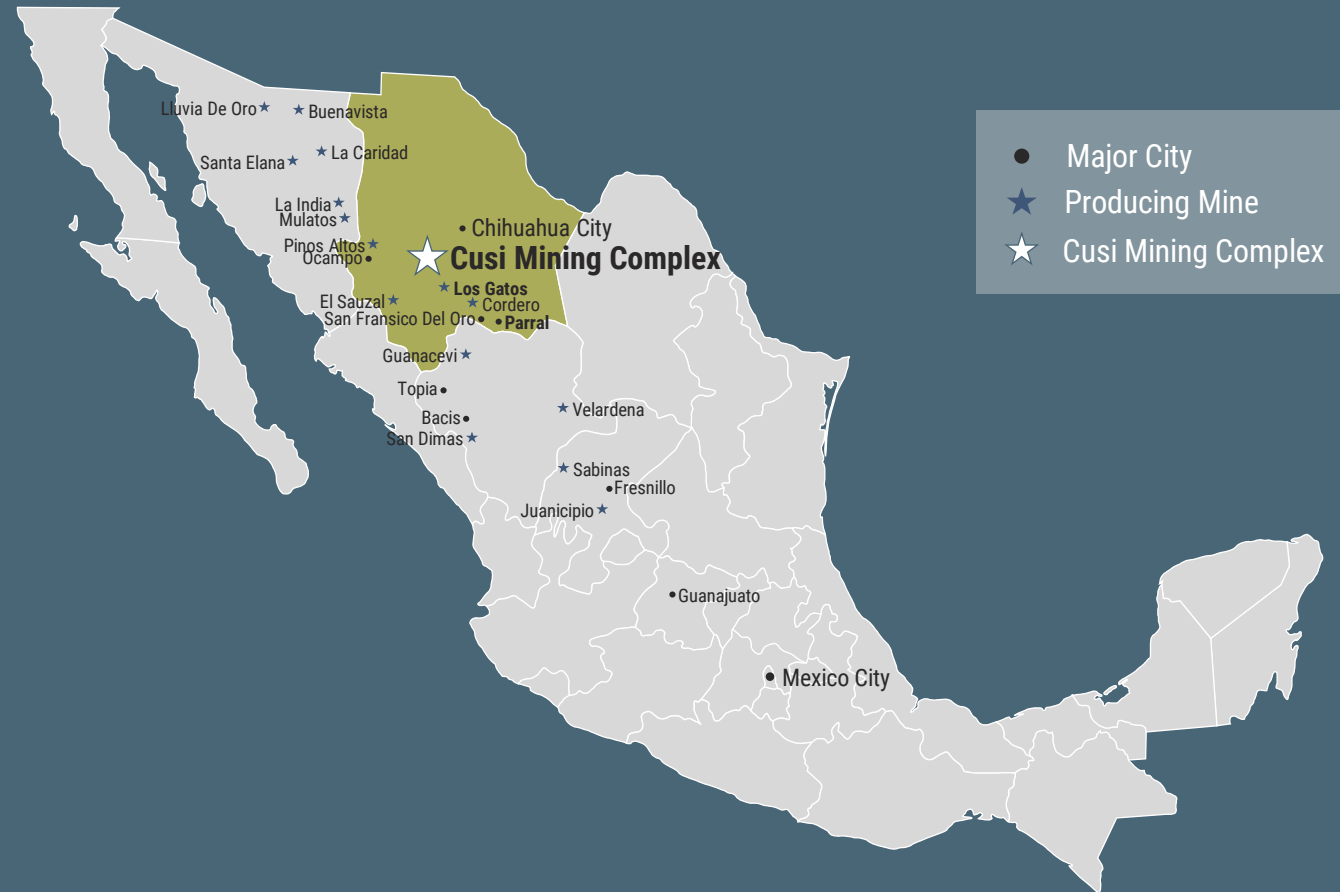 Lluvia De Oro
Buenavista
La Caridad
Santa Elana
La India
Mulatos
Pinos Altos
Ocampo
Chihuahua City
Cusi Mining Complex
Los Gatos
El Sauzal
Cordero
San Fransico Del Oro
Parral
Guanacevi
Topia
Bacis
San Dimas
Velardena
Sabinas
Fresnillo
Juanicipio
Guanajuato
Mexico City
Major City
Producing Mine
Cusi Mining Complex